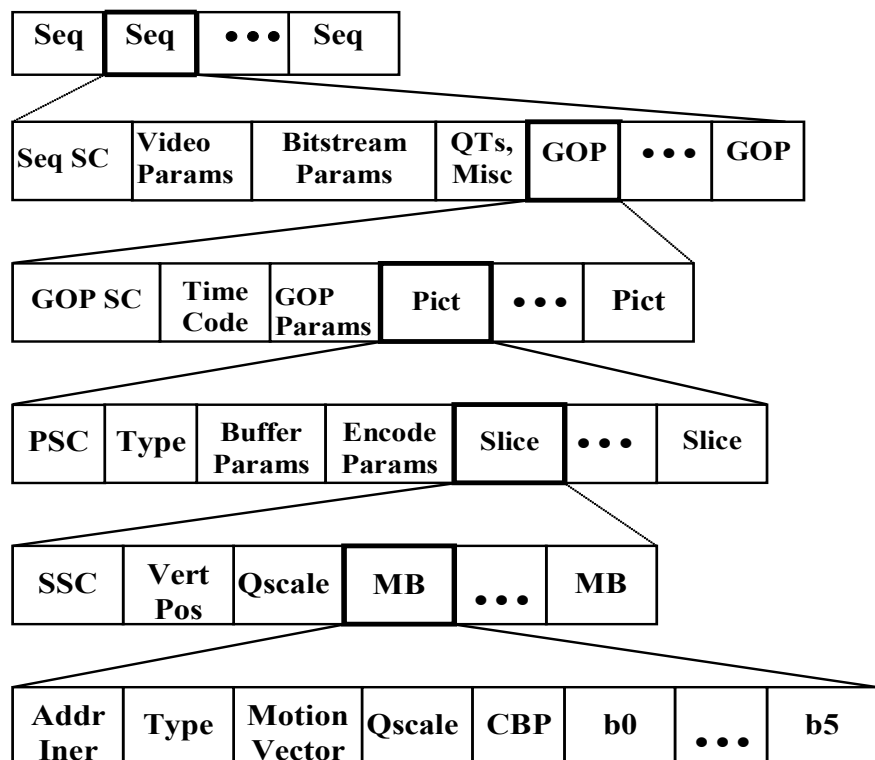 Seq Seq ••• Seq
Seq SC Video Params Bitstream Params QTs, Misc GOP ••• GOP
GOP SC Time Code GOP Params Pict ••• Pict
PSC Type Buffer Params Encode Params Slice ••• Slice
SSC Vert Pos Qscale MB ••• MB
Addr Iner Type Motion Vector Qscale CBP b0 ••• b5